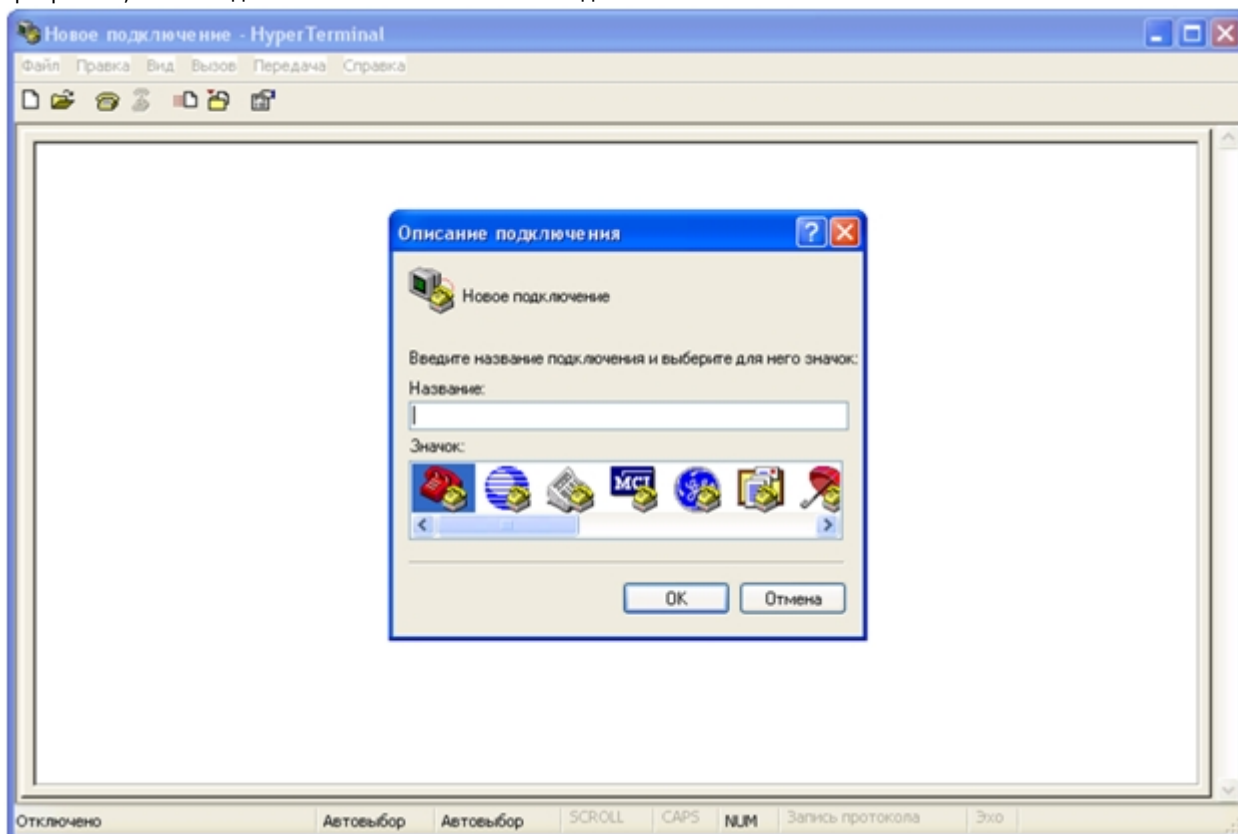 Новое подключение - HyperTerminal
Файл Правка Вид Вызов Передача Справка
Описание подключения
Новое подключение
Введите название подключения и выберите для него значок:
Название:
Значок:
MCI
ОК Отмена
Отключено Автовыбор Автовыбор SCROLL CAPS NUM Запись протокола Эхо